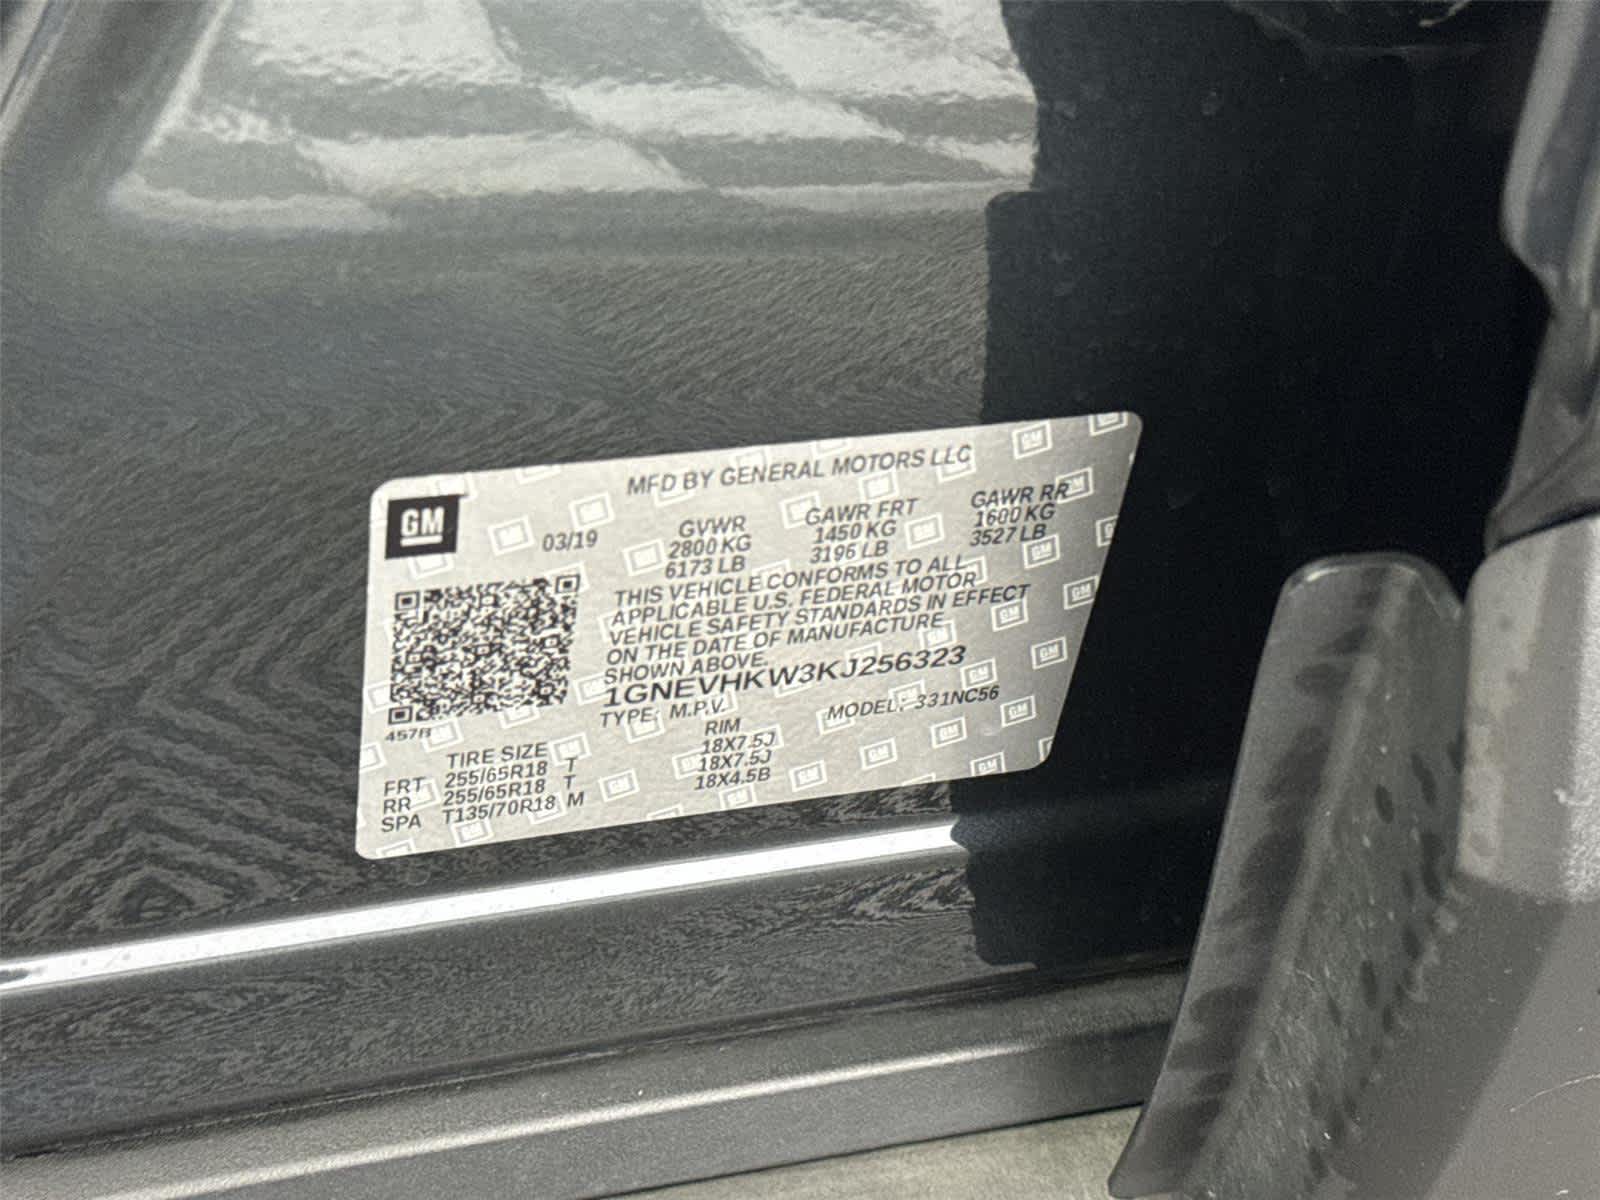 MFD BY GENERAL MOTORS LLC
GM
03/19 GVWR GAWR FRT GAWR RR
2800 KG 1450 KG 1600 KG
6173 LB 3196 LB 3527 LB
THIS VEHICLE CONFORMS TO ALL
APPLICABLE U.S. FEDERAL MOTOR
VEHICLE SAFETY STANDARDS IN EFFECT
ON THE DATE OF MANUFACTURE
SHOWN ABOVE.
1GNEVHKW3KJ256323
TYPE: M.P.V. MODEL: 331NC56
457B
TIRE SIZE RIM
FRT 255/65R18 T 18X7.5J
RR 255/65R18 T 18X7.5J
SPA T135/70R18 M 18X4.5B